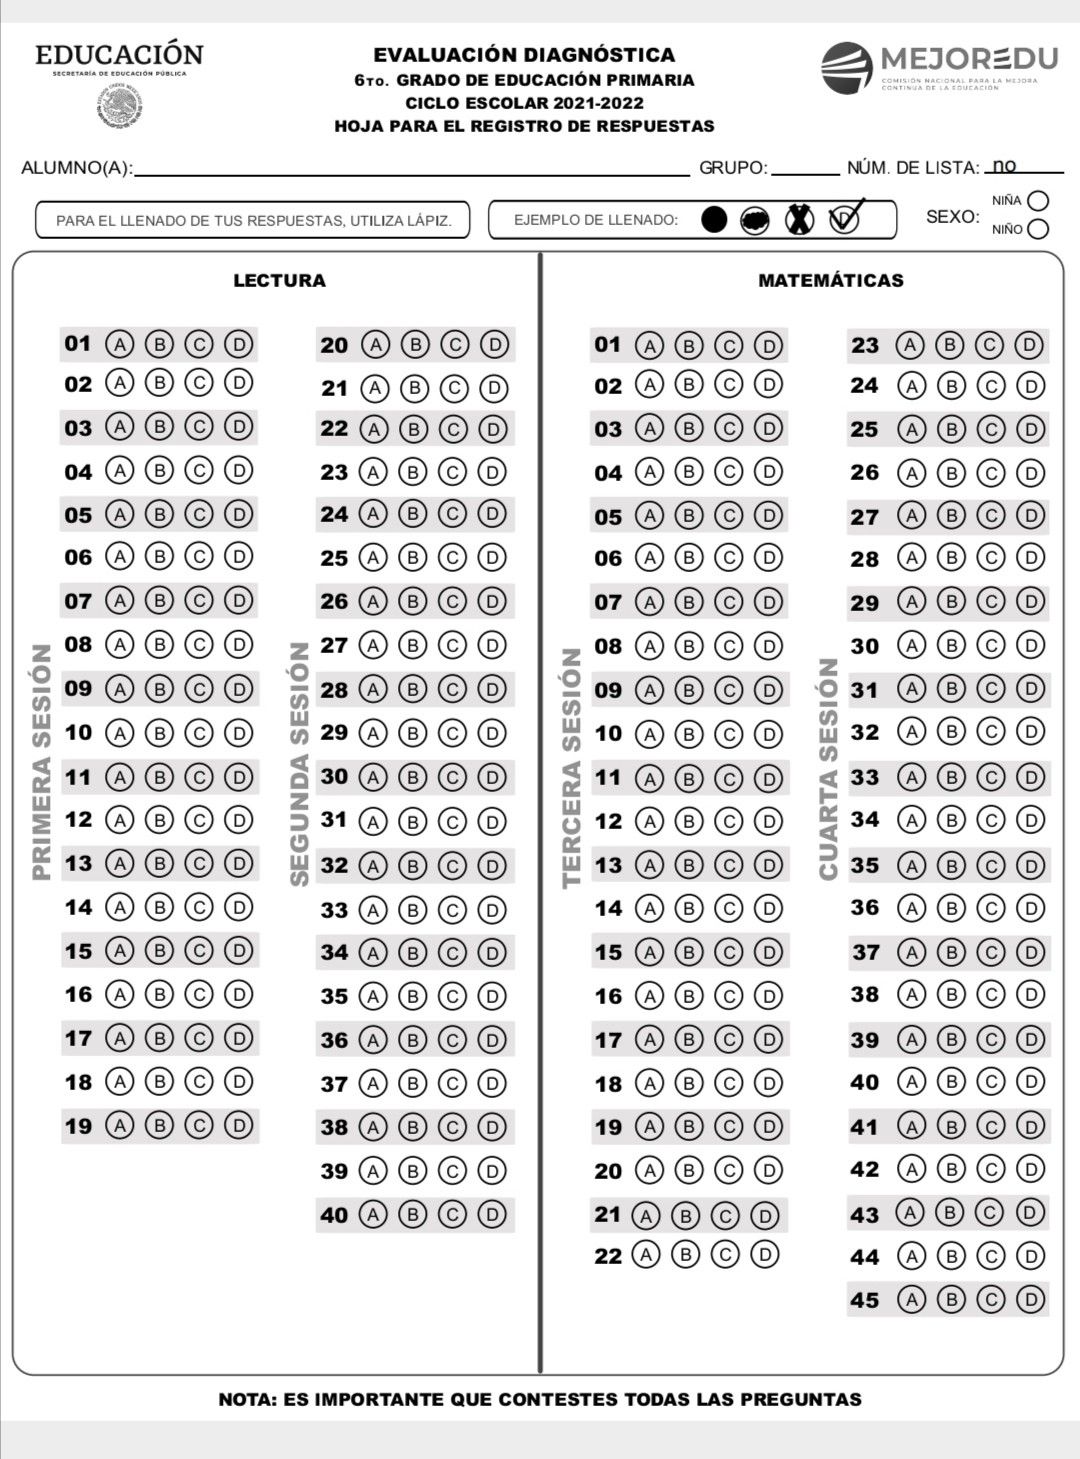 EDUCACIÓN
SECRETARÍA DE EDUCACIÓN PÚBLICA
EVALUACIÓN DIAGNÓSTICA
6TO. GRADO DE EDUCACIÓN PRIMARIA
CICLO ESCOLAR 2021-2022
HOJA PARA EL REGISTRO DE RESPUESTAS
MEJOREDU
COMISIÓN NACIONAL PARA LA MEJORA
CONTINUA DE LA EDUCACIÓN
ALUMNO(A): GRUPO: NÚM. DE LISTA: no
PARA EL LLENADO DE TUS RESPUESTAS, UTILIZA LÁPIZ.
EJEMPLO DE LLENADO: D
SEXO:
NIÑA
NIÑO
LECTURA
PRIMERA SESIÓN
01 A B C D
02 A B C D
03 A B C D
04 A B C D
05 A B C D
06 A B C D
07 A B C D
08 A B C D
09 A B C D
10 A B C D
11 A B C D
12 A B C D
13 A B C D
14 A B C D
15 A B C D
16 A B C D
17 A B C D
18 A B C D
19 A B C D
SEGUNDA SESIÓN
20 A B C D
21 A B C D
22 A B C D
23 A B C D
24 A B C D
25 A B C D
26 A B C D
27 A B C D
28 A B C D
29 A B C D
30 A B C D
31 A B C D
32 A B C D
33 A B C D
34 A B C D
35 A B C D
36 A B C D
37 A B C D
38 A B C D
39 A B C D
40 A B C D
MATEMÁTICAS
TERCERA SESIÓN
01 A B C D
02 A B C D
03 A B C D
04 A B C D
05 A B C D
06 A B C D
07 A B C D
08 A B C D
09 A B C D
10 A B C D
11 A B C D
12 A B C D
13 A B C D
14 A B C D
15 A B C D
16 A B C D
17 A B C D
18 A B C D
19 A B C D
20 A B C D
21 A B C D
22 A B C D
CUARTA SESIÓN
23 A B C D
24 A B C D
25 A B C D
26 A B C D
27 A B C D
28 A B C D
29 A B C D
30 A B C D
31 A B C D
32 A B C D
33 A B C D
34 A B C D
35 A B C D
36 A B C D
37 A B C D
38 A B C D
39 A B C D
40 A B C D
41 A B C D
42 A B C D
43 A B C D
44 A B C D
45 A B C D
NOTA: ES IMPORTANTE QUE CONTESTES TODAS LAS PREGUNTAS